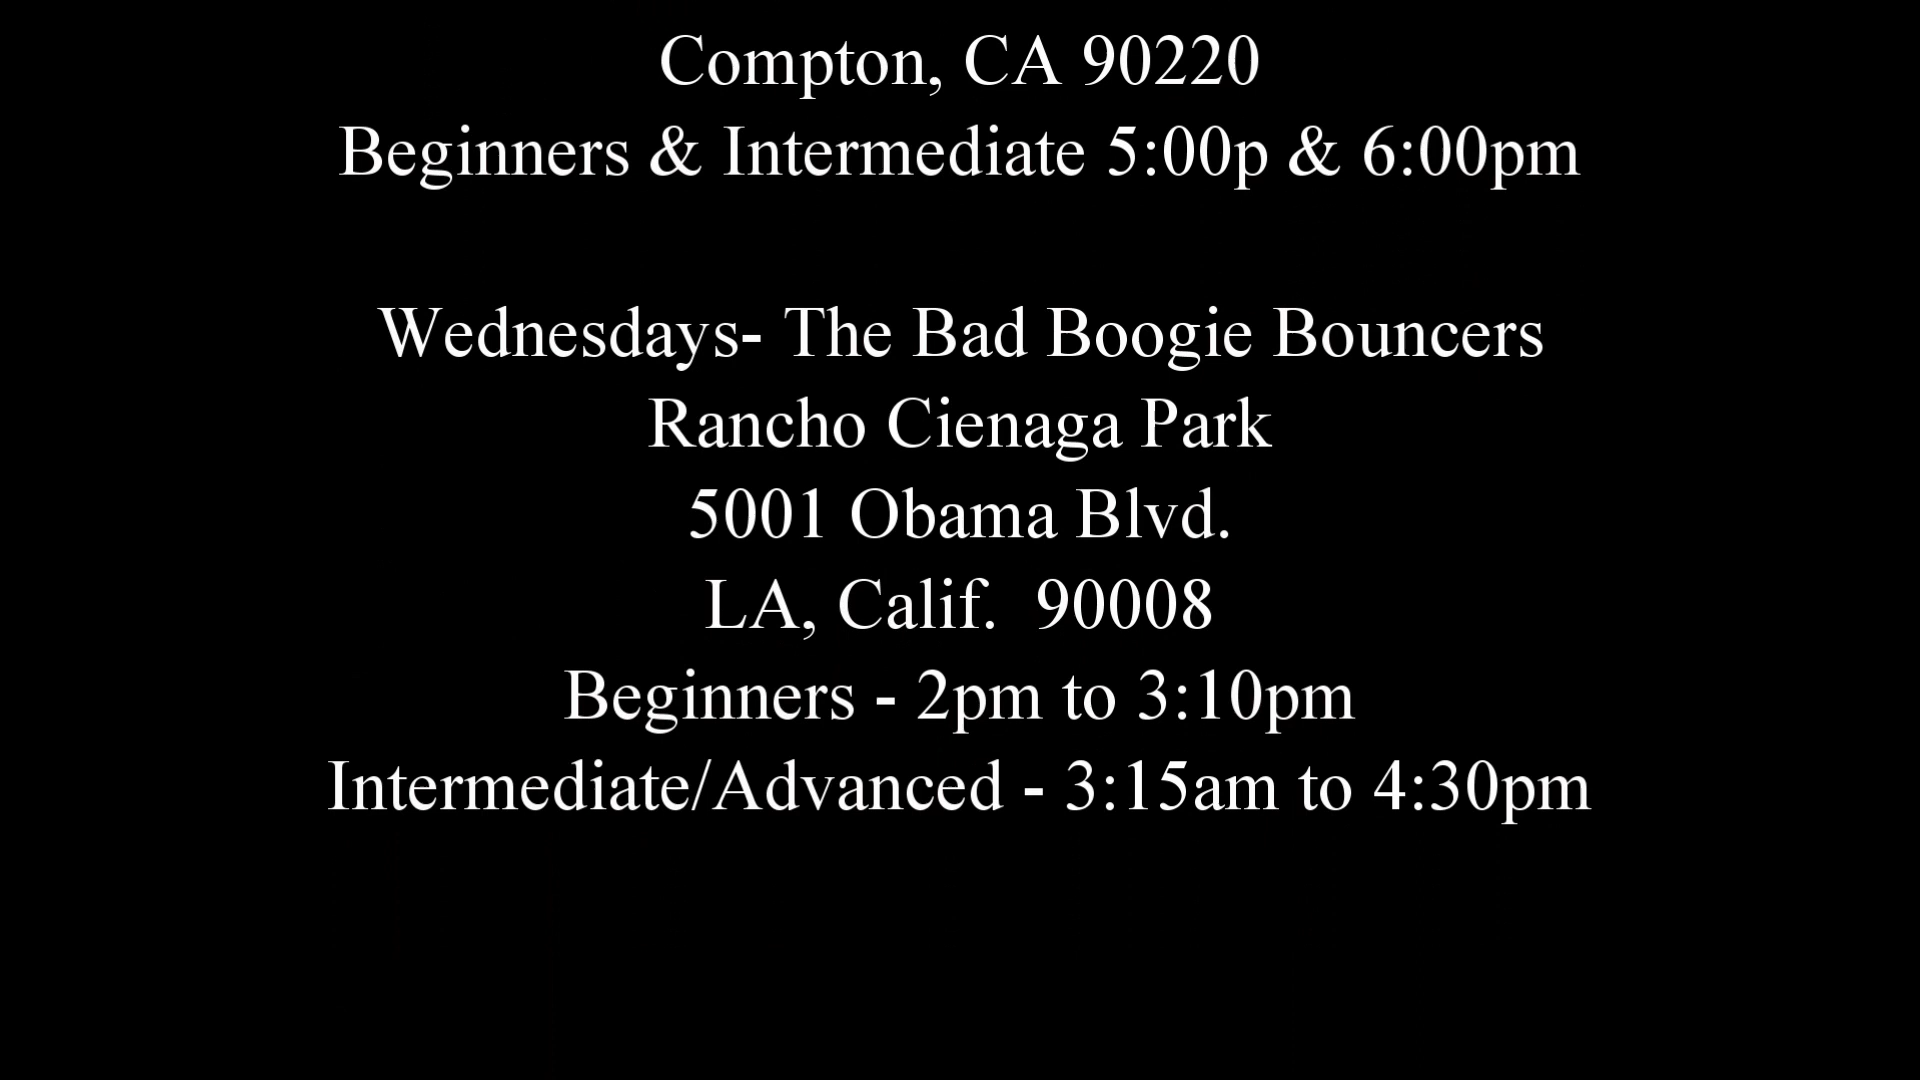 Compton, CA 90220
Beginners & Intermediate 5:00p & 6:00pm
Wednesdays- The Bad Boogie Bouncers
Rancho Cienaga Park
5001 Obama Blvd.
LA, Calif.  90008
Beginners - 2pm to 3:10pm
Intermediate/Advanced - 3:15am to 4:30pm